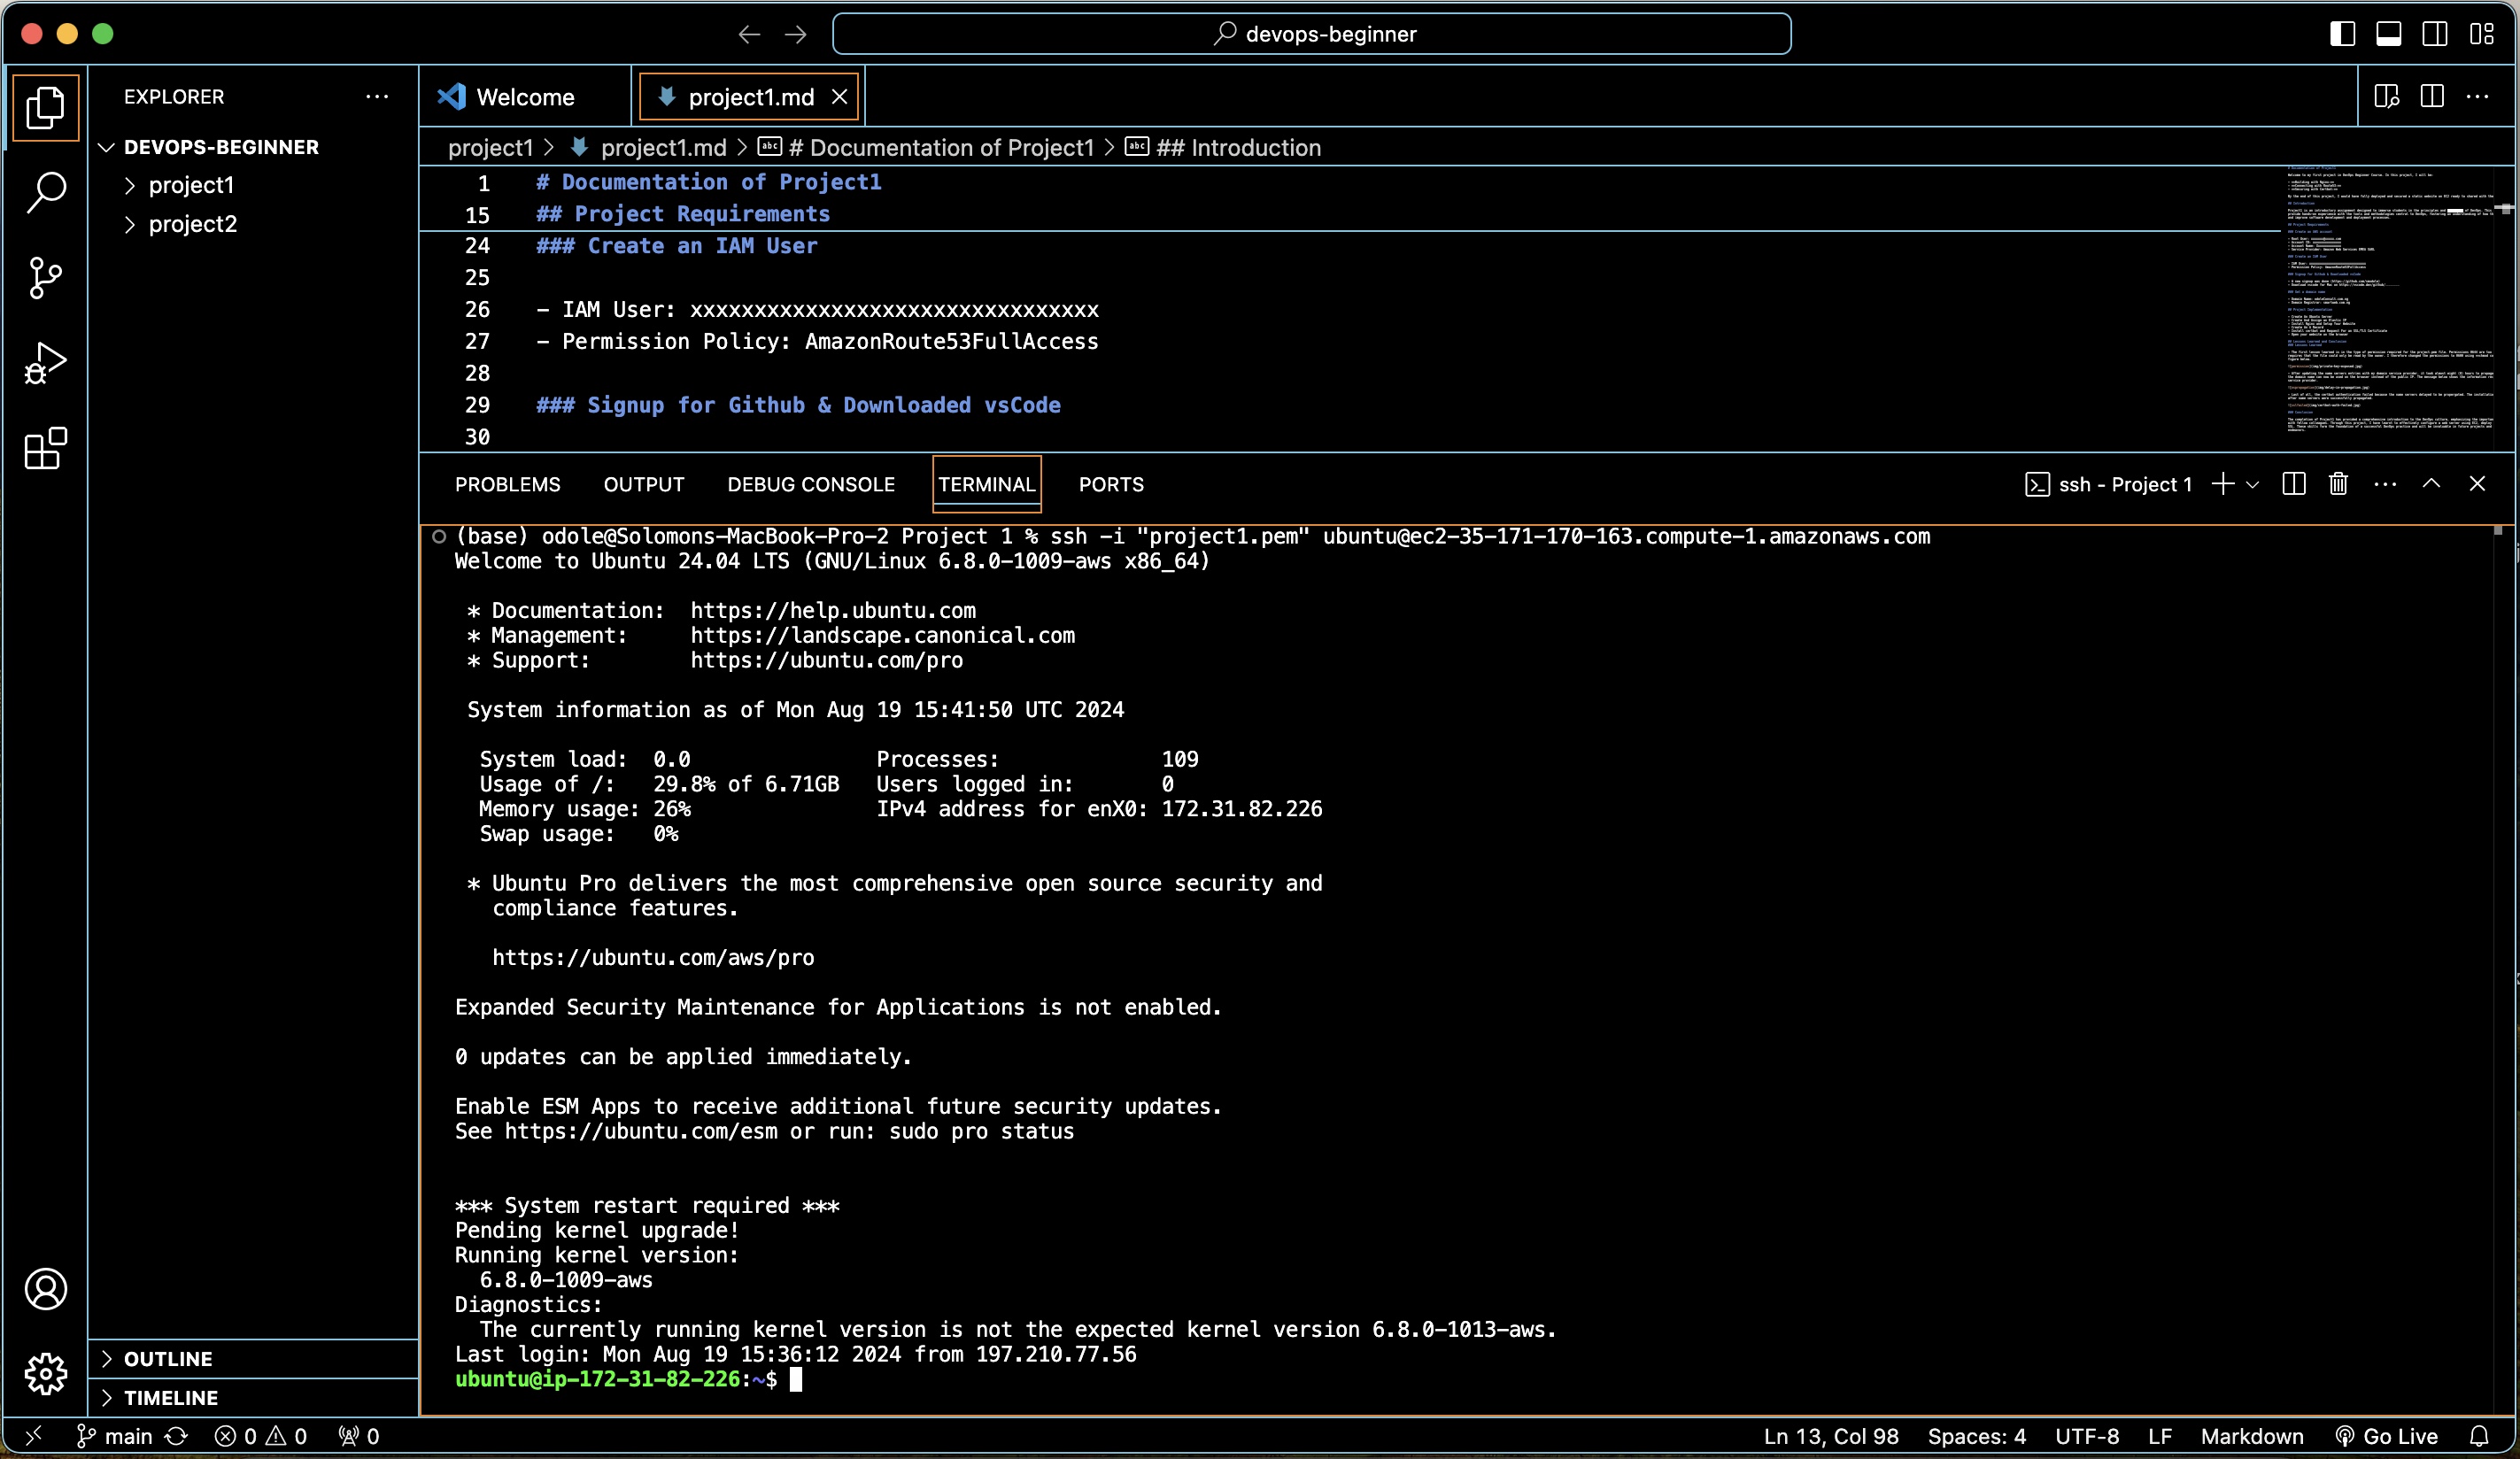 devops-beginner
EXPLORER
DEVOPS-BEGINNER
project1
project2
OUTLINE
TIMELINE
Welcome
project1.md
project1 > project1.md > # Documentation of Project1 > ## Introduction
1 # Documentation of Project1
15 ## Project Requirements
24 ### Create an IAM User
25
26 - IAM User: xxxxxxxxxxxxxxxxxxxxxxxxxxxxxxxx
27 - Permission Policy: AmazonRoute53FullAccess
28
29 ### Signup for Github & Downloaded vsCode
30
PROBLEMS OUTPUT DEBUG CONSOLE TERMINAL PORTS
ssh - Project 1
(base) odole@Solomons-MacBook-Pro-2 Project 1 % ssh -i "project1.pem" ubuntu@ec2-35-171-170-163.compute-1.amazonaws.com
Welcome to Ubuntu 24.04 LTS (GNU/Linux 6.8.0-1009-aws x86_64)
* Documentation: https://help.ubuntu.com
* Management: https://landscape.canonical.com
* Support: https://ubuntu.com/pro
System information as of Mon Aug 19 15:41:50 UTC 2024
System load: 0.0 Processes: 109
Usage of /: 29.8% of 6.71GB Users logged in: 0
Memory usage: 26% IPv4 address for enX0: 172.31.82.226
Swap usage: 0%
* Ubuntu Pro delivers the most comprehensive open source security and
compliance features.
https://ubuntu.com/aws/pro
Expanded Security Maintenance for Applications is not enabled.
0 updates can be applied immediately.
Enable ESM Apps to receive additional future security updates.
See https://ubuntu.com/esm or run: sudo pro status
*** System restart required ***
Pending kernel upgrade!
Running kernel version:
6.8.0-1009-aws
Diagnostics:
The currently running kernel version is not the expected kernel version 6.8.0-1013-aws.
Last login: Mon Aug 19 15:36:12 2024 from 197.210.77.56
ubuntu@ip-172-31-82-226:~$
main 0 0 0 Ln 13, Col 98 Spaces: 4 UTF-8 LF Markdown Go Live